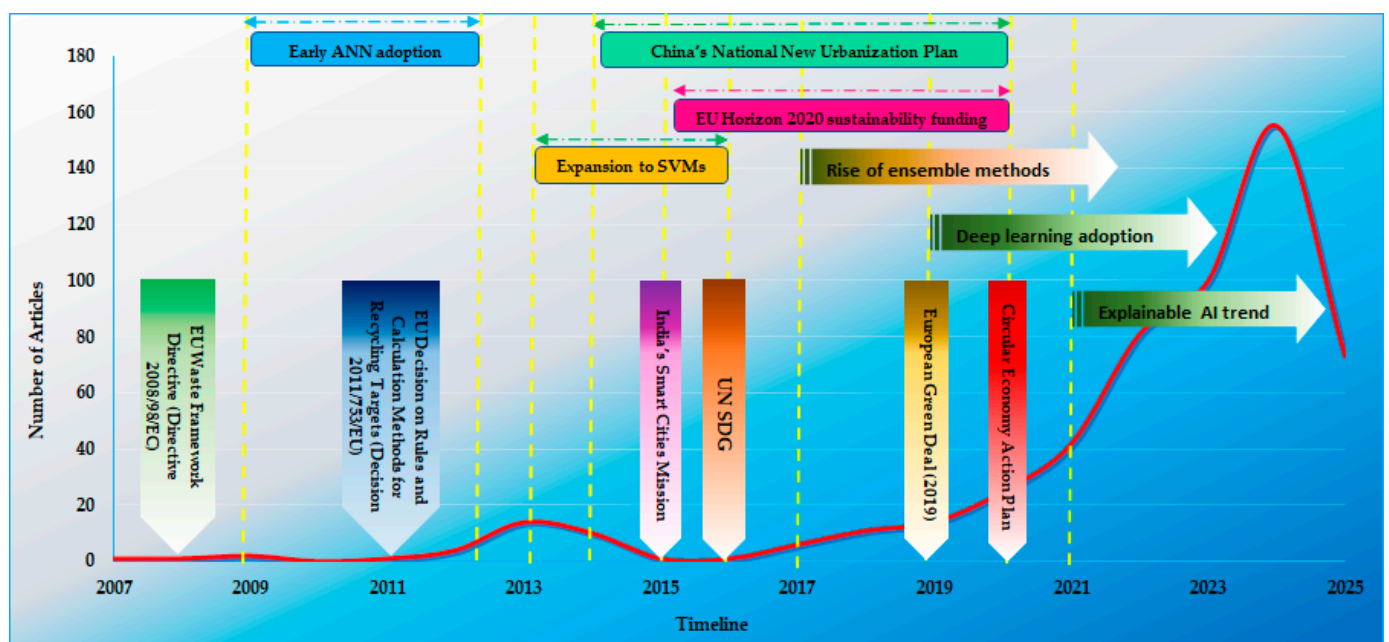 Early ANN adoption
China's National New Urbanization Plan
EU Horizon 2020 sustainability funding
Expansion to SVMs
Rise of ensemble methods
Deep learning adoption
Explainable AI trend
Number of Articles
180
160
140
120
100
80
60
40
20
0
EU Waste Framework
Directive (Directive
2008/98/EC)
EU Decision on Rules and
Calculation Methods for
Recycling Targets (Decision
2011/753/EU)
India's Smart Cities Mission
UN SDG
European Green Deal (2019)
Circular Economy Action Plan
2007
2009
2011
2013
2015
2017
2019
2021
2023
2025
Timeline